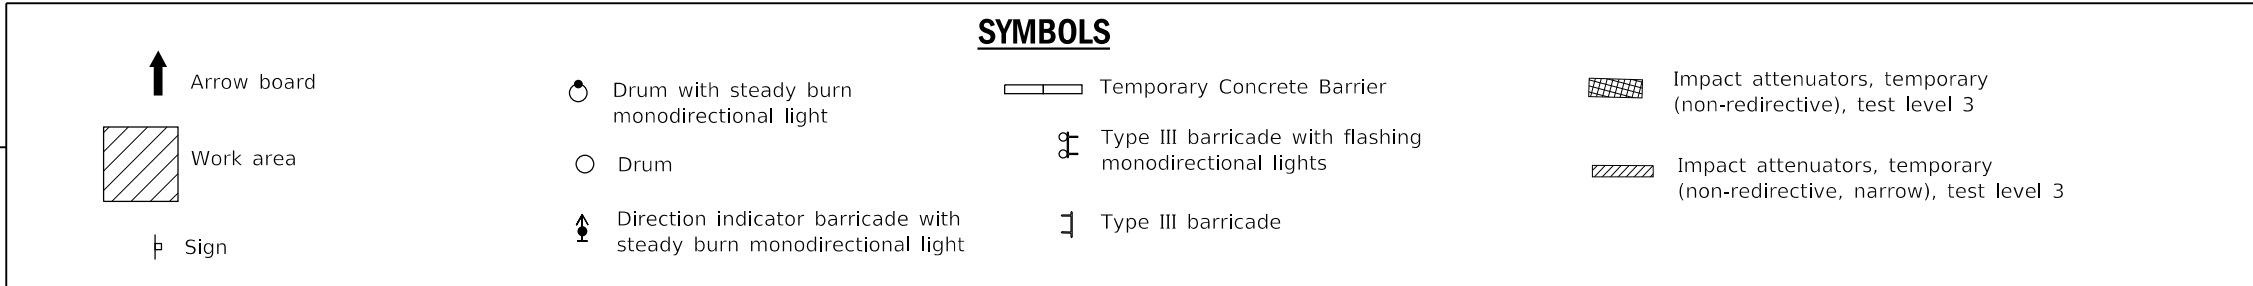 SYMBOLS
Arrow board
Work area
Sign
Drum with steady burn
monodirectional light
Drum
Direction indicator barricade with
steady burn monodirectional light
Temporary Concrete Barrier
Type III barricade with flashing
monodirectional lights
Type III barricade
Impact attenuators, temporary
(non-redirective), test level 3
Impact attenuators, temporary
(non-redirective, narrow), test level 3